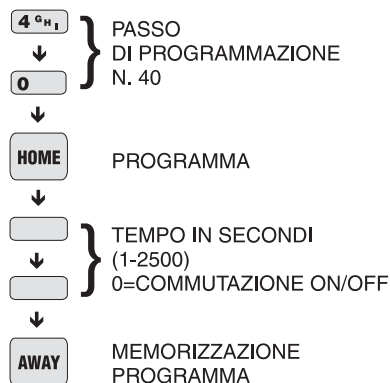 4 GHI
PASSO
DI PROGRAMMAZIONE
0
N. 40
HOME
PROGRAMMA
TEMPO IN SECONDI
(1-2500)
0=COMMUTAZIONE ON/OFF
AWAY
MEMORIZZAZIONE
PROGRAMMA